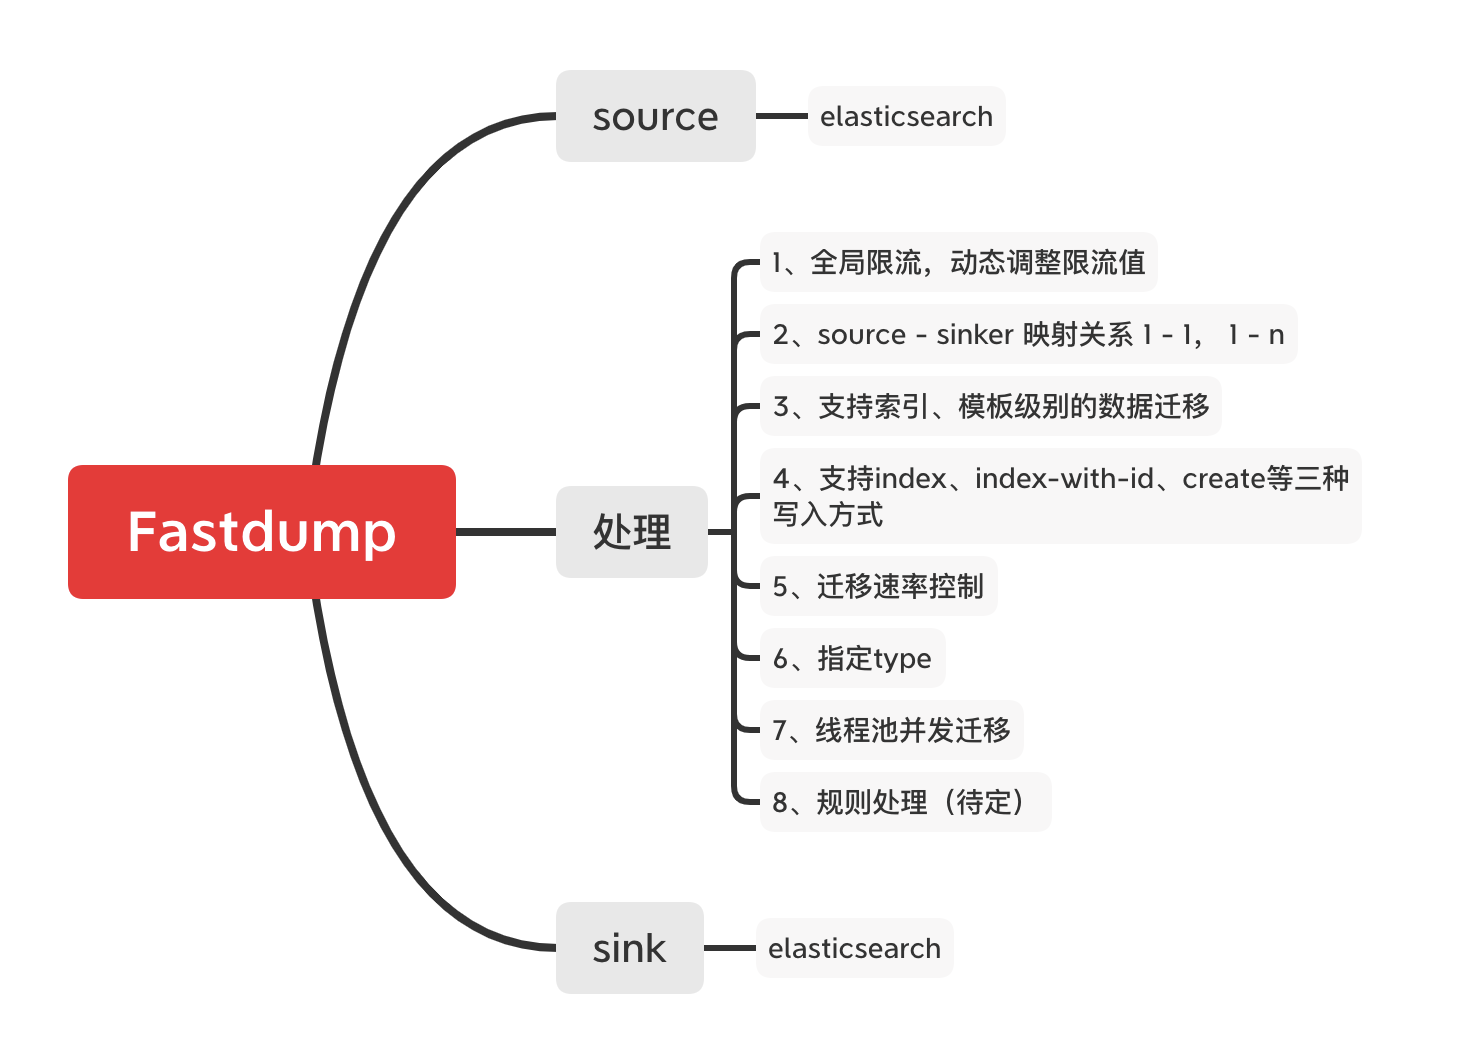 source
elasticsearch
1、全局限流，动态调整限流值
2、source - sinker 映射关系 1 - 1， 1 - n
3、支持索引、模板级别的数据迁移
4、支持index、index-with-id、create等三种
写入方式
Fastdump
处理
5、迁移速率控制
6、指定type
7、线程池并发迁移
8、规则处理（待定）
sink
elasticsearch